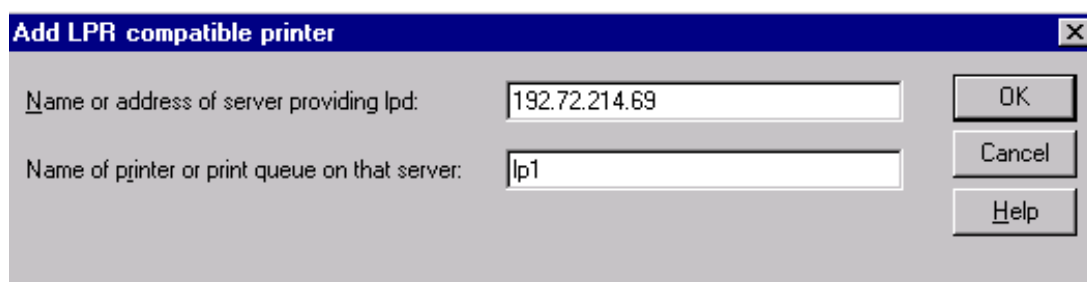 Add LPR compatible printer
Name or address of server providing lpd: 192.72.214.69 OK
Cancel
Name of printer or print queue on that server: lp1
Help